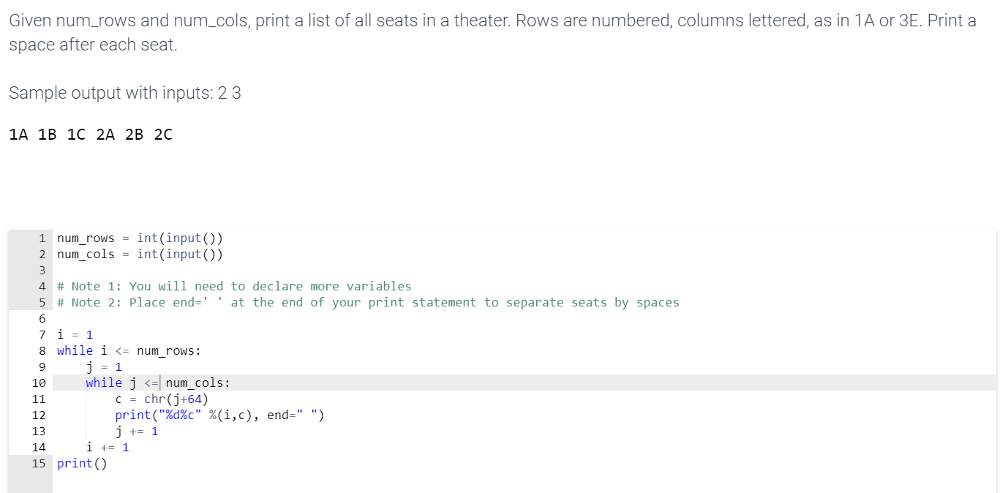 Given num_rows and num_cols, print a list of all seats in a theater. Rows are numbered, columns lettered, as in 1A or 3E. Print a
space after each seat.
Sample output with inputs: 2 3
1A 1B 1C 2A 2B 2C
1 num_rows = int(input())
2 num_cols = int(input())
3
4 # Note 1: You will need to declare more variables
5 # Note 2: Place end=' ' at the end of your print statement to separate seats by spaces
6
7 i = 1
8 while i <= num_rows:
9     j = 1
10     while j <= num_cols:
11         c = chr(j+64)
12         print("%d%c" %(i,c), end=" ")
13         j += 1
14     i += 1
15 print()